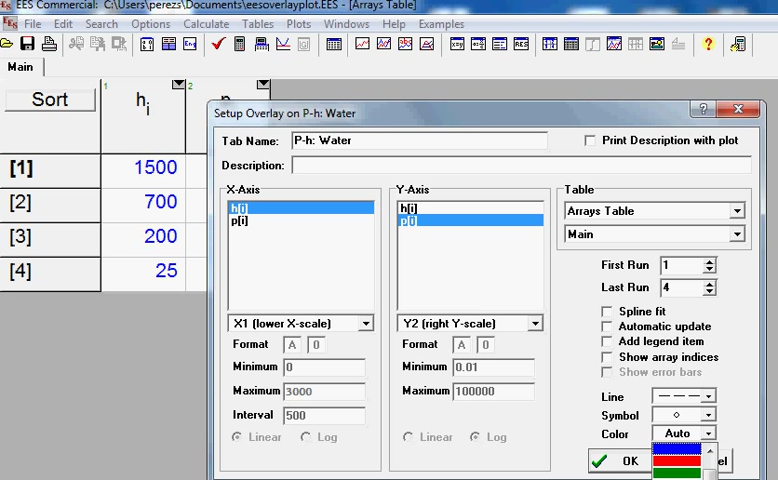 EES Commercial: C:\Users\perezs\Documents\eesoverlayplot.EES - [Arrays Table]
File Edit Search Options Calculate Tables Plots Windows Help Examples
Main
Sort
1 hi
2
[1] 1500
[2] 700
[3] 200
[4] 25
Setup Overlay on P-h: Water
Tab Name: P-h: Water
Print Description with plot
Description:
X-Axis
h[i]
p[i]
X1 (lower X-scale)
Format A 0
Minimum 0
Maximum 3000
Interval 500
Linear Log
Y-Axis
h[i]
p[i]
Y2 (right Y-scale)
Format A 0
Minimum 0.01
Maximum 100000
Linear Log
Table
Arrays Table
Main
First Run 1
Last Run 4
Spline fit
Automatic update
Add legend item
Show array indices
Show error bars
Line
Symbol
Color Auto
OK